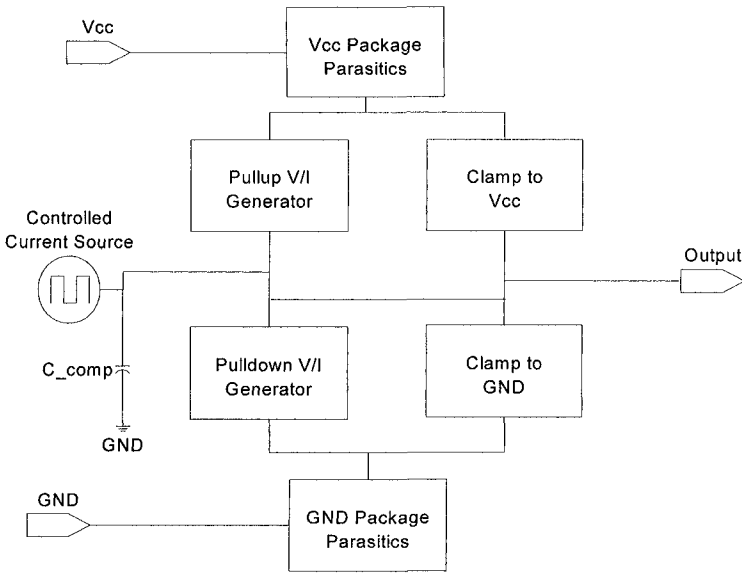 Vcc
Vcc Package
Parasitics
Pullup V/I
Generator
Clamp to
Vcc
Controlled
Current Source
Output
C_comp
Pulldown V/I
Generator
Clamp to
GND
GND
GND
GND Package
Parasitics